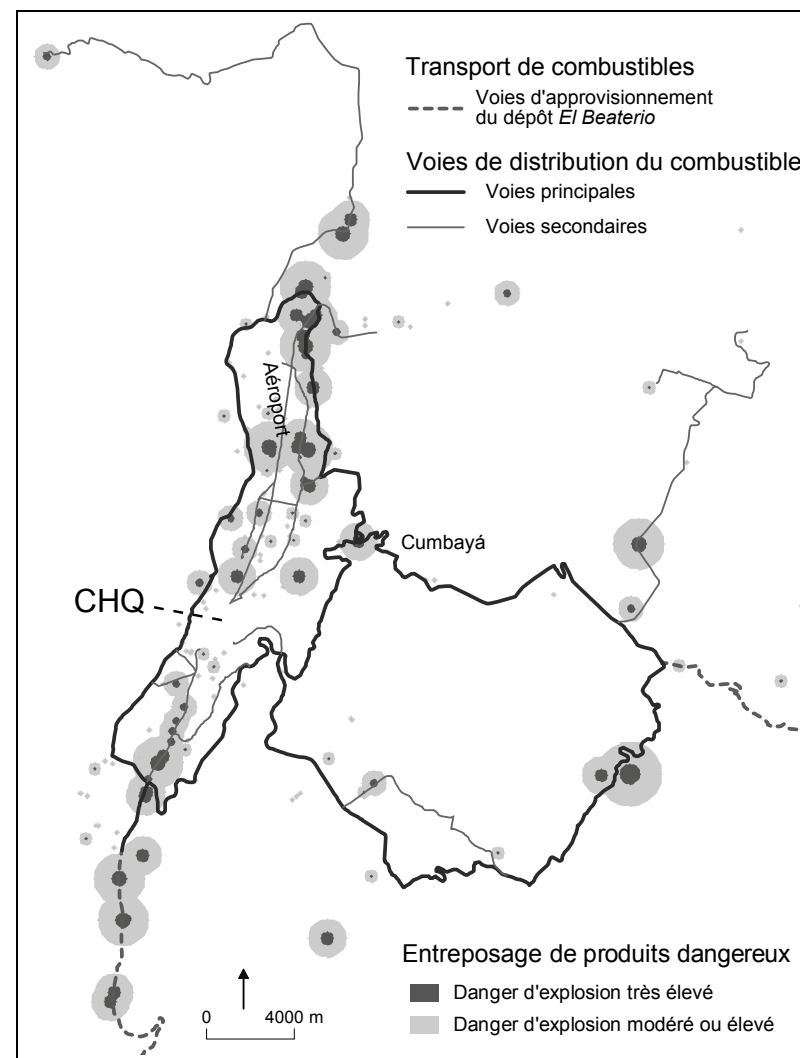 Transport de combustibles
Voies d'approvisionnement
du dépôt El Beaterio
Voies de distribution du combustible
Voies principales
Voies secondaires
Aéroport
Cumbayá
CHQ
Entreposage de produits dangereux
Danger d'explosion très élevé
Danger d'explosion modéré ou élevé
0 4000 m